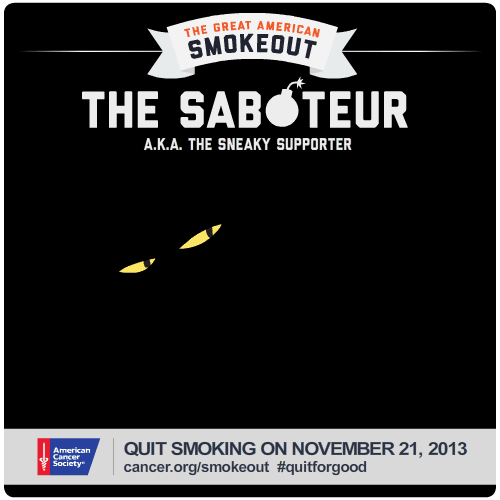 THE GREAT AMERICAN
SMOKEOUT
THE SABOTEUR
A.K.A. THE SNEAKY SUPPORTER
American
Cancer
Society®
QUIT SMOKING ON NOVEMBER 21, 2013
cancer.org/smokeout #quitforgood